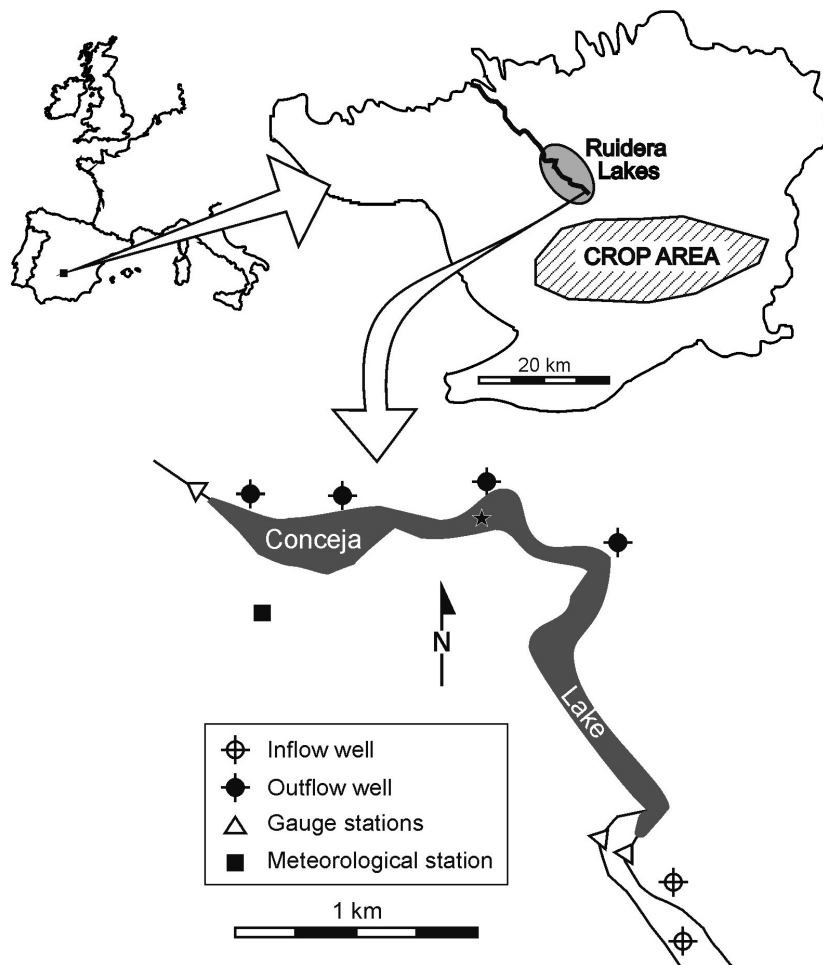 Ruidera
Lakes
CROP AREA
20 km
Conceja
N
Lake
Inflow well
Outflow well
Gauge stations
Meteorological station
1 km